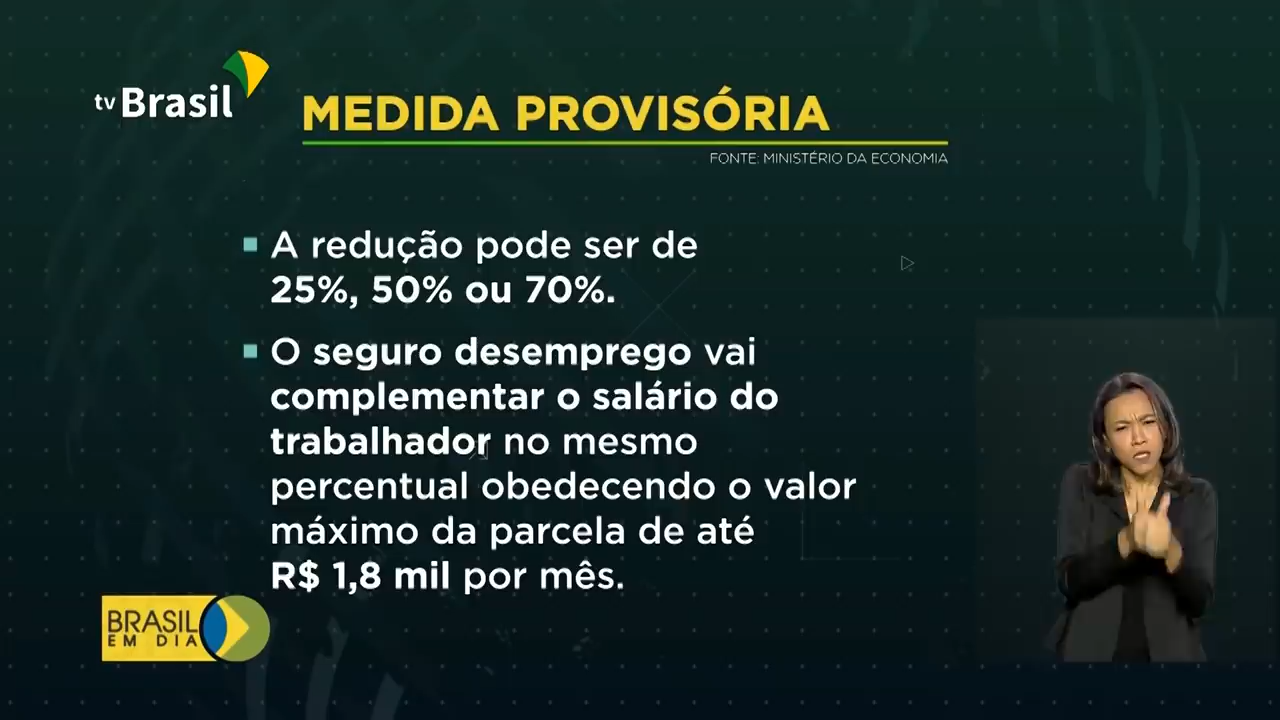 tv Brasil
MEDIDA PROVISÓRIA
FONTE: MINISTÉRIO DA ECONOMIA
A redução pode ser de
25%, 50% ou 70%.
O seguro desemprego vai
complementar o salário do
trabalhador no mesmo
percentual obedecendo o valor
máximo da parcela de até
R$ 1,8 mil por mês.
BRASIL
EM DIA